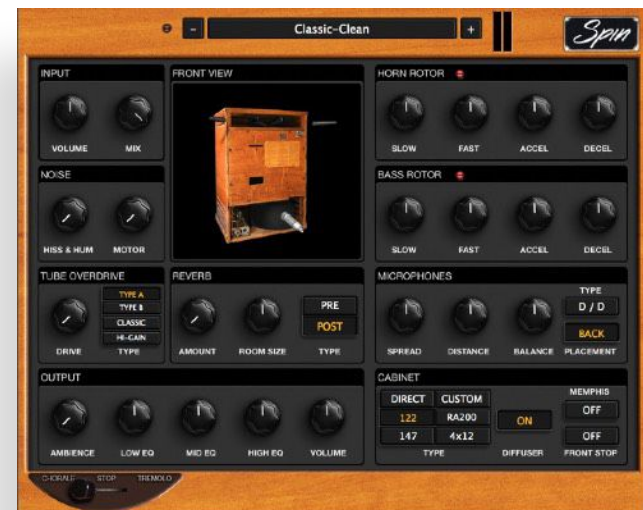 - Classic-Clean +
Spin
INPUT
VOLUME MIX
FRONT VIEW
HORN ROTOR
SLOW FAST ACCEL DECEL
NOISE
HISS & HUM MOTOR
BASS ROTOR
SLOW FAST ACCEL DECEL
TUBE OVERDRIVE
TYPE A
TYPE B
CLASSIC
HI-GAIN
DRIVE TYPE
REVERB
PRE
POST
AMOUNT ROOM SIZE TYPE
MICROPHONES
TYPE
D / D
BACK
SPREAD DISTANCE BALANCE PLACEMENT
OUTPUT
AMBIENCE LOW EQ MID EQ HIGH EQ VOLUME
CABINET
DIRECT CUSTOM
122 RA200
147 4x12
TYPE
ON
DIFFUSER
MEMPHIS
OFF
OFF
FRONT STOP
CHORALE STOP TREMOLO